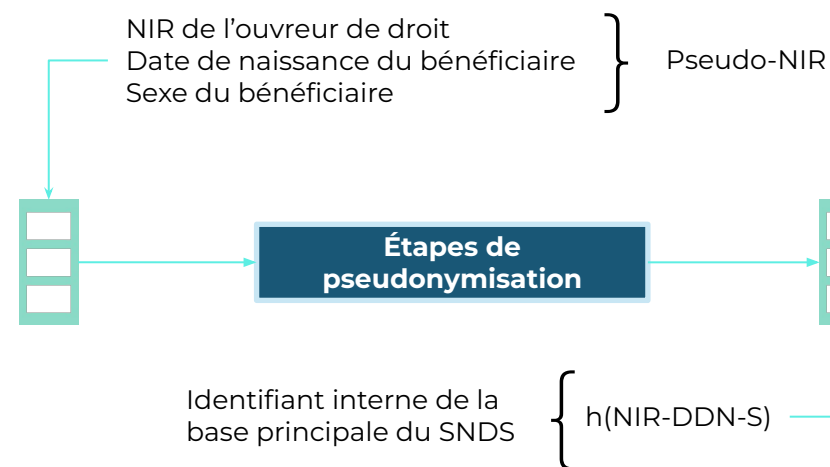 NIR de l’ouvreur de droit
Date de naissance du bénéficiaire
Sexe du bénéficiaire
Pseudo-NIR
Étapes de
pseudonymisation
Identifiant interne de la
base principale du SNDS
h(NIR-DDN-S)